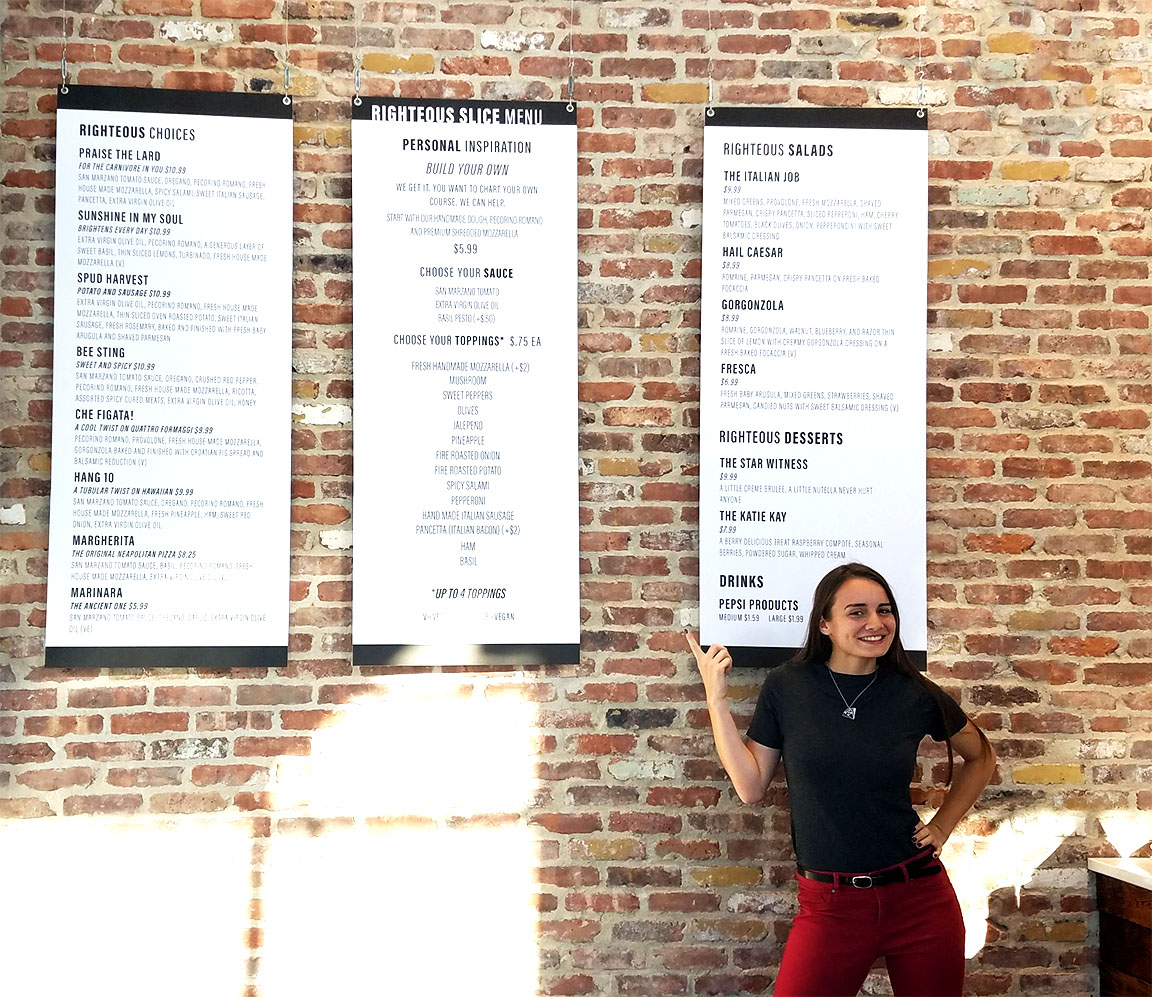 RIGHTEOUS CHOICES
PRAISE THE LARD
FOR THE CARNIVORE IN YOU $10.99
SAN MARZANO TOMATO SAUCE, OREGANO, PECORINO ROMANO, FRESH
HOUSE MADE MOZZARELLA, SPICY SALAMI, SWEET ITALIAN SAUSAGE,
PANCETTA, EXTRA VIRGIN OLIVE OIL
SUNSHINE IN MY SOUL
BRIGHTENS EVERY DAY $10.99
EXTRA VIRGIN OLIVE OIL, PECORINO ROMANO, A GENEROUS LAYER OF
SWEET BASIL, THIN SLICED LEMONS, TURBINADO, FRESH HOUSE MADE
MOZZARELLA (V)
SPUD HARVEST
POTATO AND SAUSAGE $10.99
EXTRA VIRGIN OLIVE OIL, PECORINO ROMANO, FRESH HOUSE MADE
MOZZARELLA, THIN SLICED OVEN ROASTED POTATO, SWEET ITALIAN
SAUSAGE, FRESH ROSEMARY, BAKED AND FINISHED WITH FRESH BABY
ARUGULA AND SHAVED PARMESAN
BEE STING
SWEET AND SPICY $10.99
SAN MARZANO TOMATO SAUCE, OREGANO, CRUSHED RED PEPPER,
PECORINO ROMANO, FRESH HOUSE MADE MOZZARELLA, RICOTTA,
ASSORTED SPICY CURED MEATS, EXTRA VIRGIN OLIVE OIL, HONEY
CHE FIGATA!
A COOL TWIST ON QUATTRO FORMAGGI $9.99
PECORINO ROMANO, PROVOLONE, FRESH HOUSE MADE MOZZARELLA,
GORGONZOLA BAKED AND FINISHED WITH CROATIAN FIG SPREAD AND
BALSAMIC REDUCTION (V)
HANG 10
A TUBULAR TWIST ON HAWAIIAN $9.99
SAN MARZANO TOMATO SAUCE, OREGANO, PECORINO ROMANO, FRESH
HOUSE MADE MOZZARELLA, FRESH PINEAPPLE, HAM, SWEET RED
ONION, EXTRA VIRGIN OLIVE OIL
MARGHERITA
THE ORIGINAL NEAPOLITAN PIZZA $8.25
SAN MARZANO TOMATO SAUCE, BASIL, PECORINO ROMANO, FRESH
HOUSE MADE MOZZARELLA, EXTRA VIRGIN OLIVE OIL (V)
MARINARA
THE ANCIENT ONE $5.99
SAN MARZANO TOMATO SAUCE, OREGANO, GARLIC, EXTRA VIRGIN OLIVE
OIL (VE)
RIGHTEOUS SLICE MENU
PERSONAL INSPIRATION
BUILD YOUR OWN
WE GET IT. YOU WANT TO CHART YOUR OWN
COURSE. WE CAN HELP.
START WITH OUR HANDMADE DOUGH, PECORINO ROMANO
AND PREMIUM SHREDDED MOZZARELLA
$5.99
CHOOSE YOUR SAUCE
SAN MARZANO TOMATO
EXTRA VIRGIN OLIVE OIL
BASIL PESTO (+$.50)
CHOOSE YOUR TOPPINGS* $.75 EA
FRESH HANDMADE MOZZARELLA (+$2)
MUSHROOM
SWEET PEPPERS
OLIVES
JALEPENO
PINEAPPLE
FIRE ROASTED ONION
FIRE ROASTED POTATO
SPICY SALAMI
PEPPERONI
HAND MADE ITALIAN SAUSAGE
PANCETTA (ITALIAN BACON) (+$2)
HAM
BASIL
*UP TO 4 TOPPINGS
VEGAN
RIGHTEOUS SALADS
THE ITALIAN JOB
$9.99
MIXED GREENS, PROVOLONE, FRESH MOZZARELLA, SHAVED
PARMESAN, CRISPY PANCETTA, SLICED PEPPERONI, HAM, CHERRY
TOMATOES, BLACK OLIVES, ONION, PEPPERONCINI WITH SWEET
BALSAMIC DRESSING
HAIL CAESAR
$8.99
ROMAINE, PARMESAN, CRISPY PANCETTA ON FRESH BAKED
FOCACCIA
GORGONZOLA
$8.99
ROMAINE, GORGONZOLA, WALNUT, BLUEBERRY, AND RAZOR THIN
SLICE OF LEMON WITH CREAMY GORGONZOLA DRESSING ON A
FRESH BAKED FOCACCIA (V)
FRESCA
$6.99
FRESH BABY ARUGULA, MIXED GREENS, STRAWBERRIES, SHAVED
PARMESAN, CANDIED NUTS WITH SWEET BALSAMIC DRESSING (V)
RIGHTEOUS DESSERTS
THE STAR WITNESS
$9.99
A LITTLE CREME BRULEE, A LITTLE NUTELLA NEVER HURT
ANYONE
THE KATIE KAY
$7.99
A BERRY DELICIOUS TREAT RASPBERRY COMPOTE, SEASONAL
BERRIES, POWDERED SUGAR, WHIPPED CREAM
DRINKS
PEPSI PRODUCTS
MEDIUM $1.59 LARGE $1.99